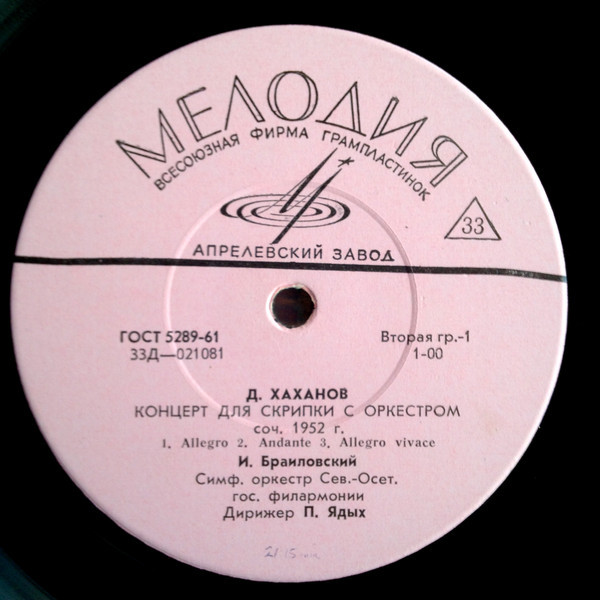 МЕЛОДИЯ
ВСЕСОЮЗНАЯ ФИРМА ГРАМПЛАСТИНОК
33
АПРЕЛЕВСКИЙ ЗАВОД
ГОСТ 5289-61 Вторая гр.-1
33Д—021081 1-00
Д. ХАХАНОВ
КОНЦЕРТ ДЛЯ СКРИПКИ С ОРКЕСТРОМ
соч. 1952 г.
1. Allegro 2. Andante 3. Allegro vivace
И. Браиловский
Симф. оркестр Сев.-Осет.
гос. филармонии
Дирижер П. Ядых